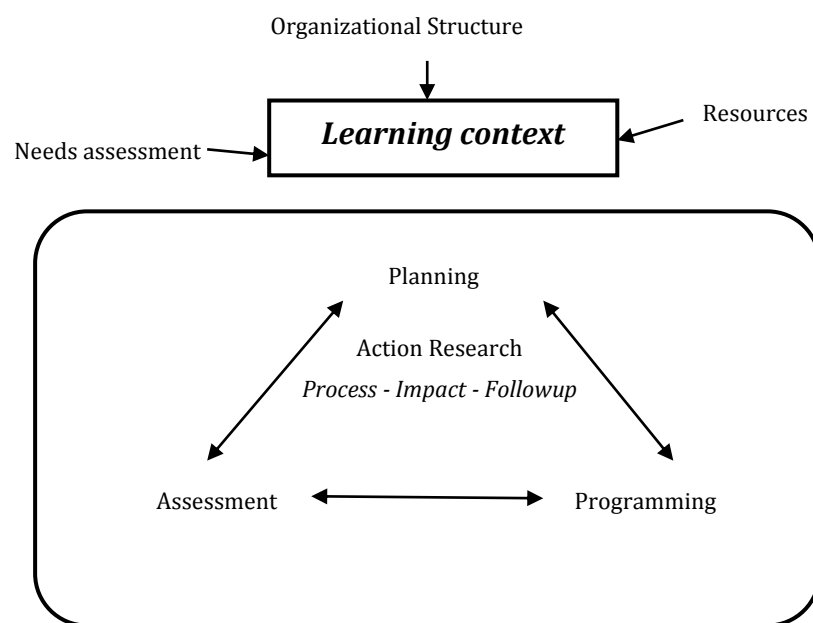 Organizational Structure
Learning context
Resources
Needs assessment
Planning
Action Research
Process - Impact - Followup
Assessment
Programming